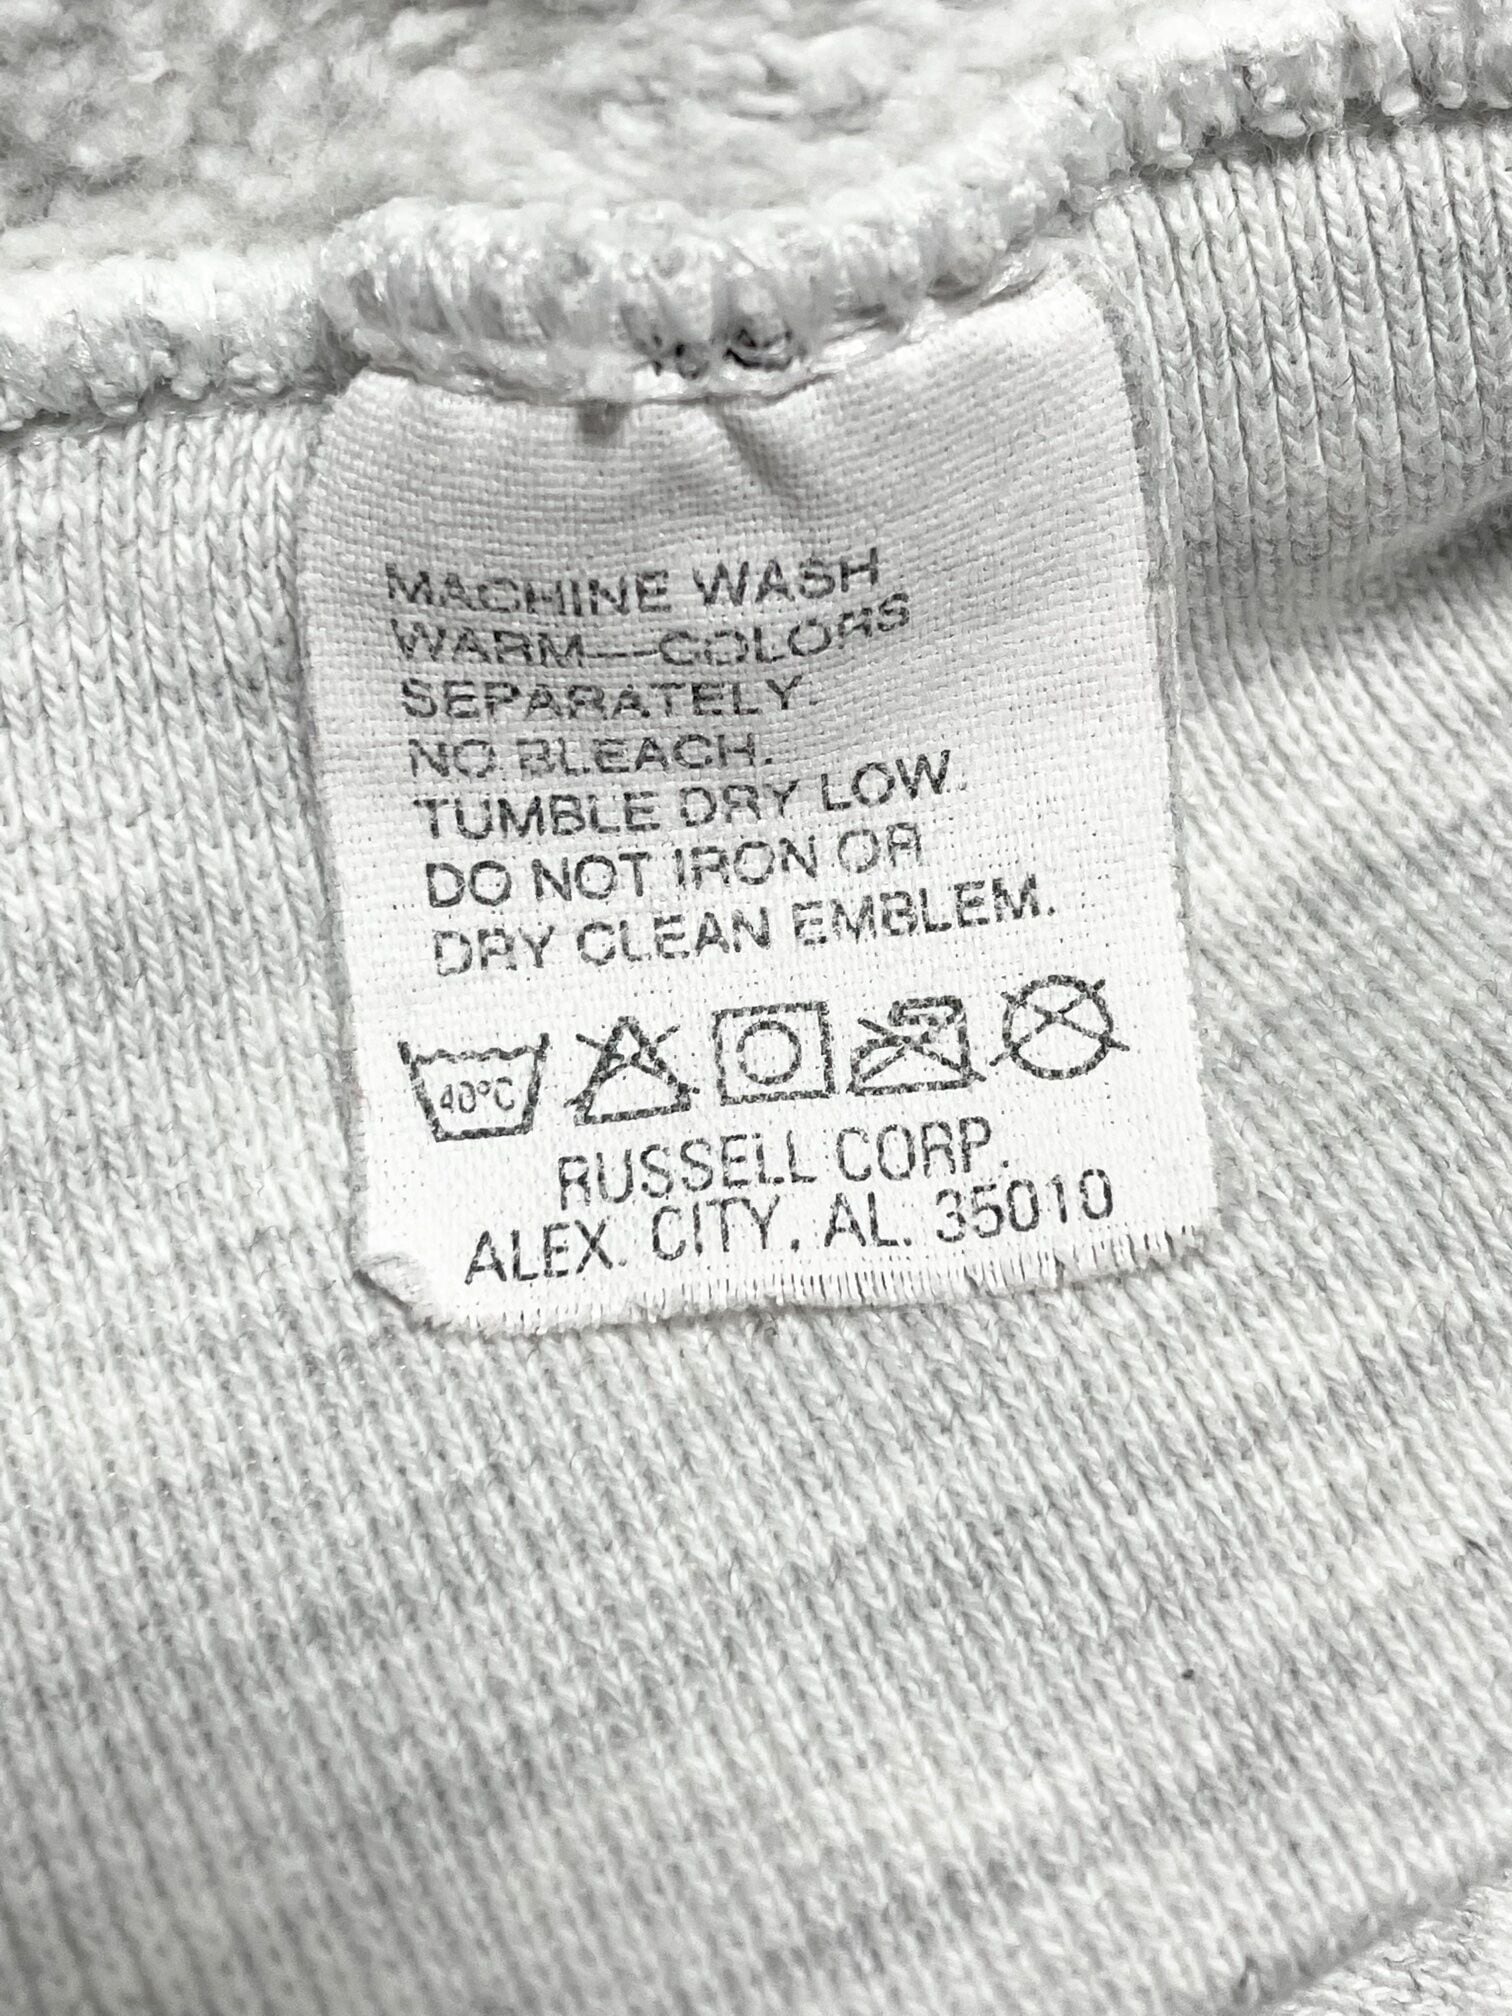 MACHINE WASH
WARM—COLORS
SEPARATELY.
NO BLEACH.
TUMBLE DRY LOW.
DO NOT IRON OR
DRY CLEAN EMBLEM.
40°C
RUSSELL CORP.
ALEX. CITY, AL. 35010